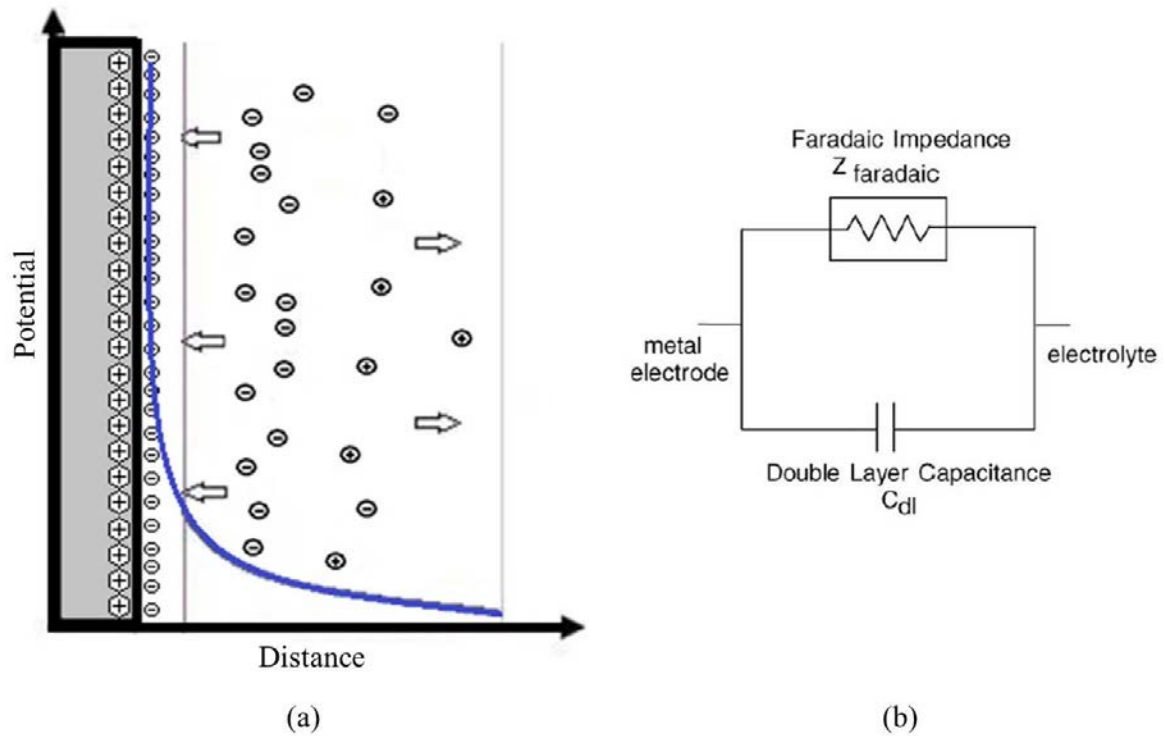 Potential
Distance
(a)
Faradaic Impedance
Z faradaic
metal
electrode
electrolyte
Double Layer Capacitance
Cdl
(b)